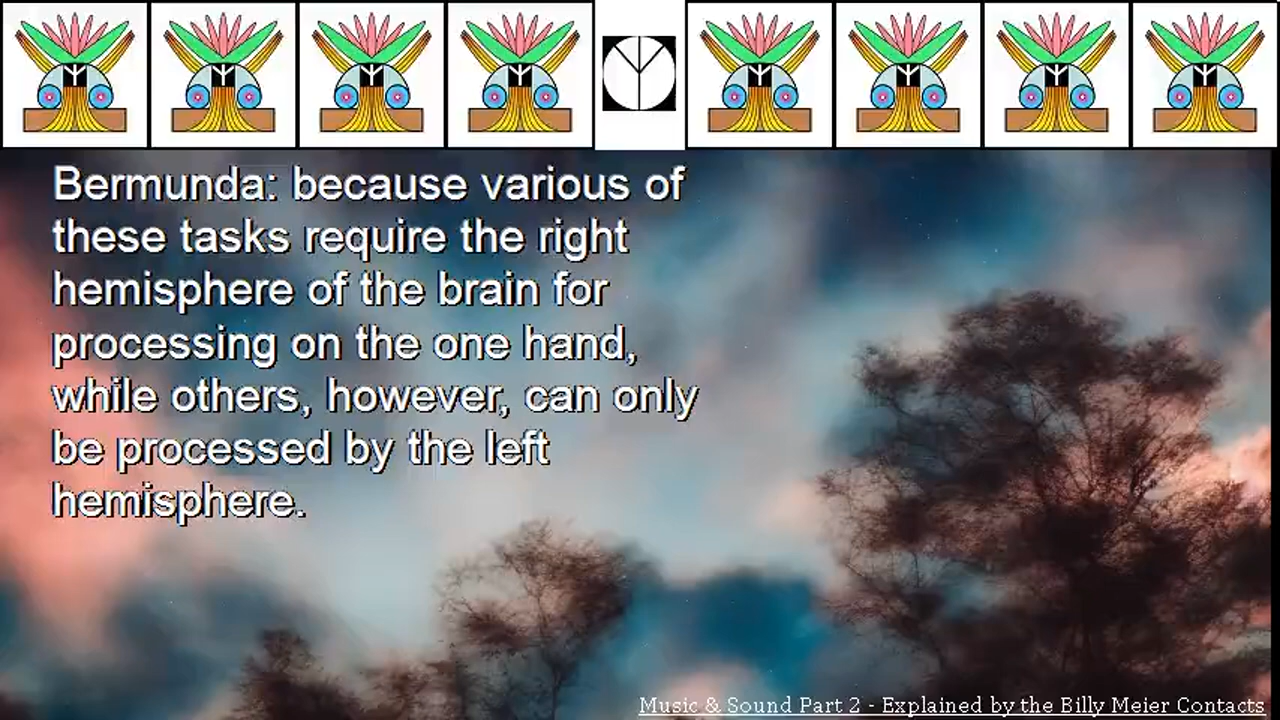 Bermunda: because various of
these tasks require the right
hemisphere of the brain for
processing on the one hand,
while others, however, can only
be processed by the left
hemisphere.
Music & Sound Part 2 - Explained by the Billy Meier Contacts